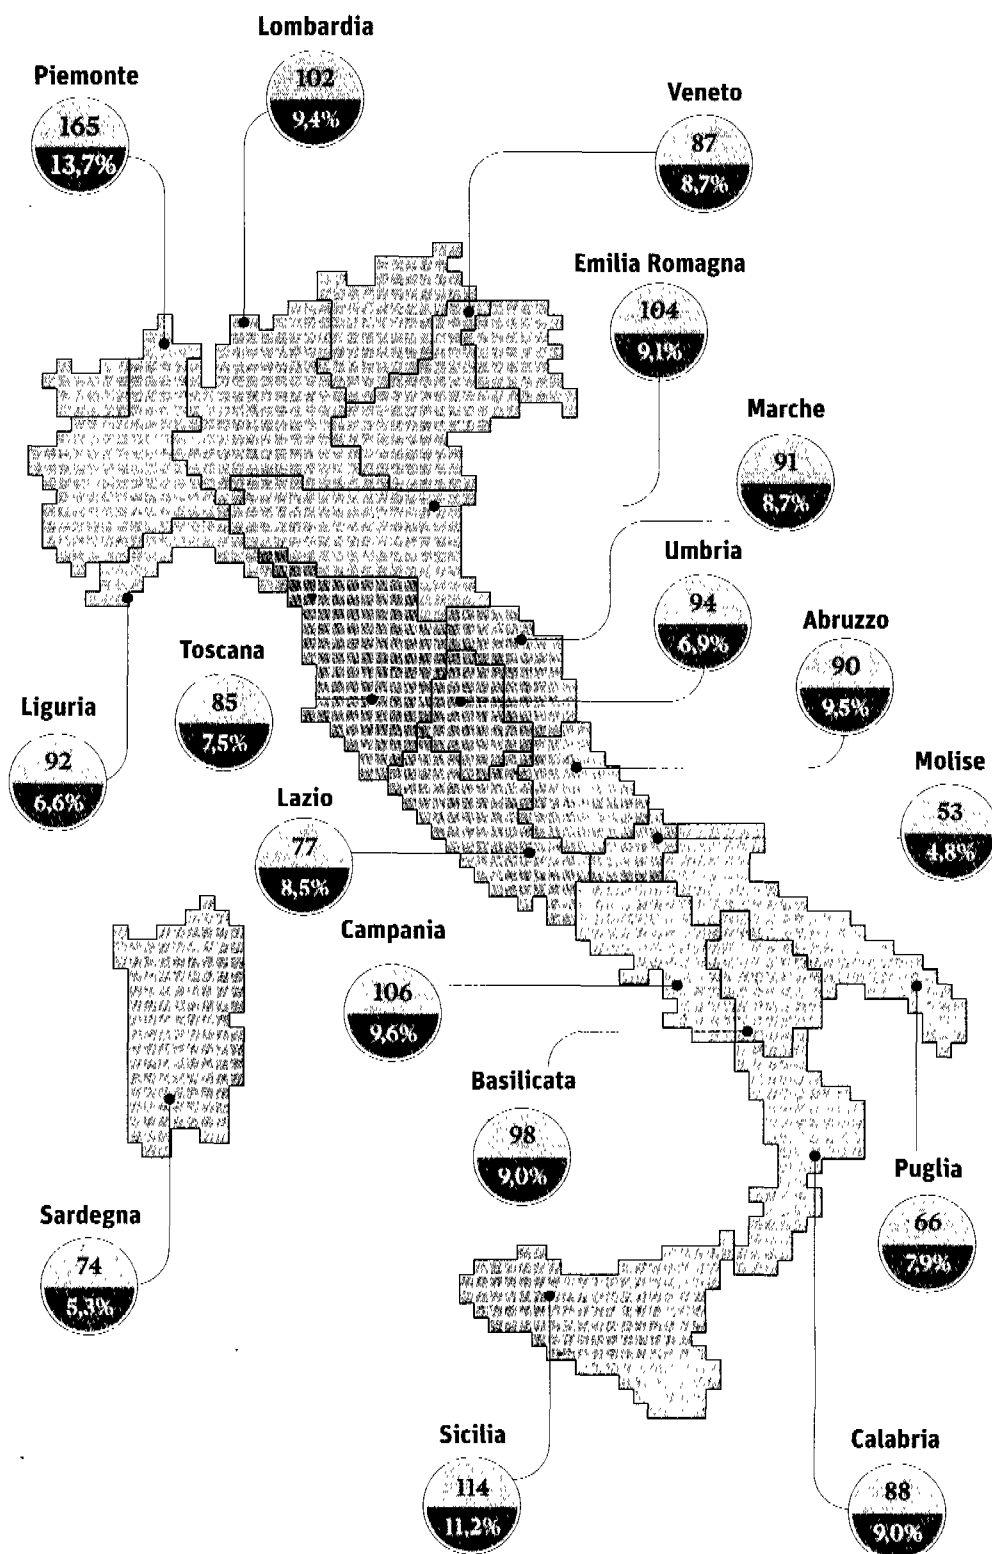 Lombardia
102
9,4%
Piemonte
165
13,7%
Veneto
87
8,7%
Emilia Romagna
104
9,1%
Marche
91
8,7%
Umbria
94
6,9%
Abruzzo
90
9,5%
Toscana
85
7,5%
Liguria
92
6,6%
Molise
53
4,8%
Lazio
77
8,5%
Campania
106
9,6%
Basilicata
98
9,0%
Puglia
66
7,9%
Sardegna
74
5,3%
Sicilia
114
11,2%
Calabria
88
9,0%